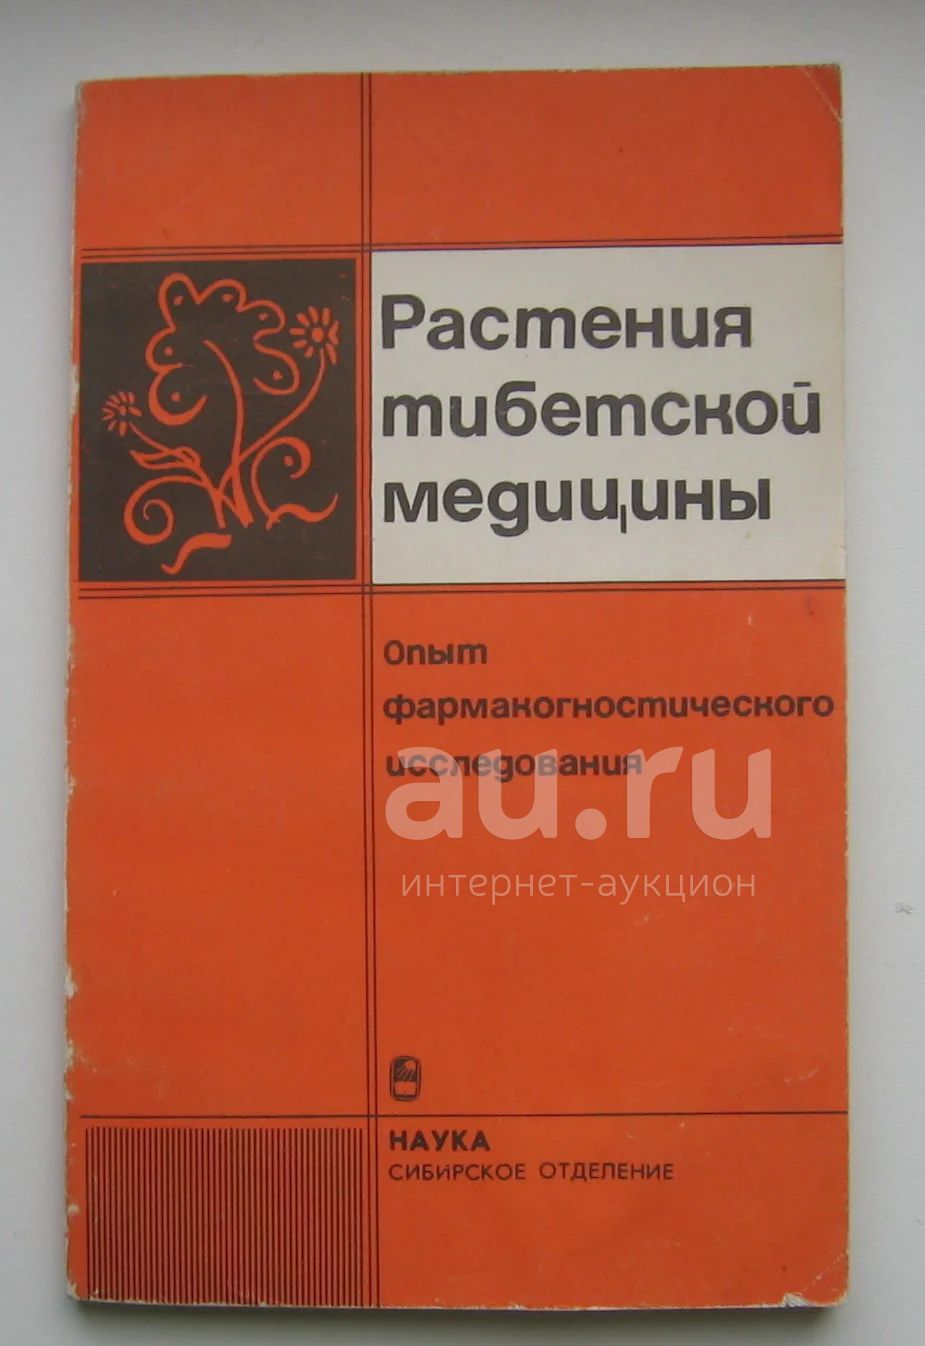 Растения
тибетской
медицины
Опыт
фармакогностического
исследования
au.ru
интернет-аукцион
НАУКА
СИБИРСКОЕ ОТДЕЛЕНИЕ